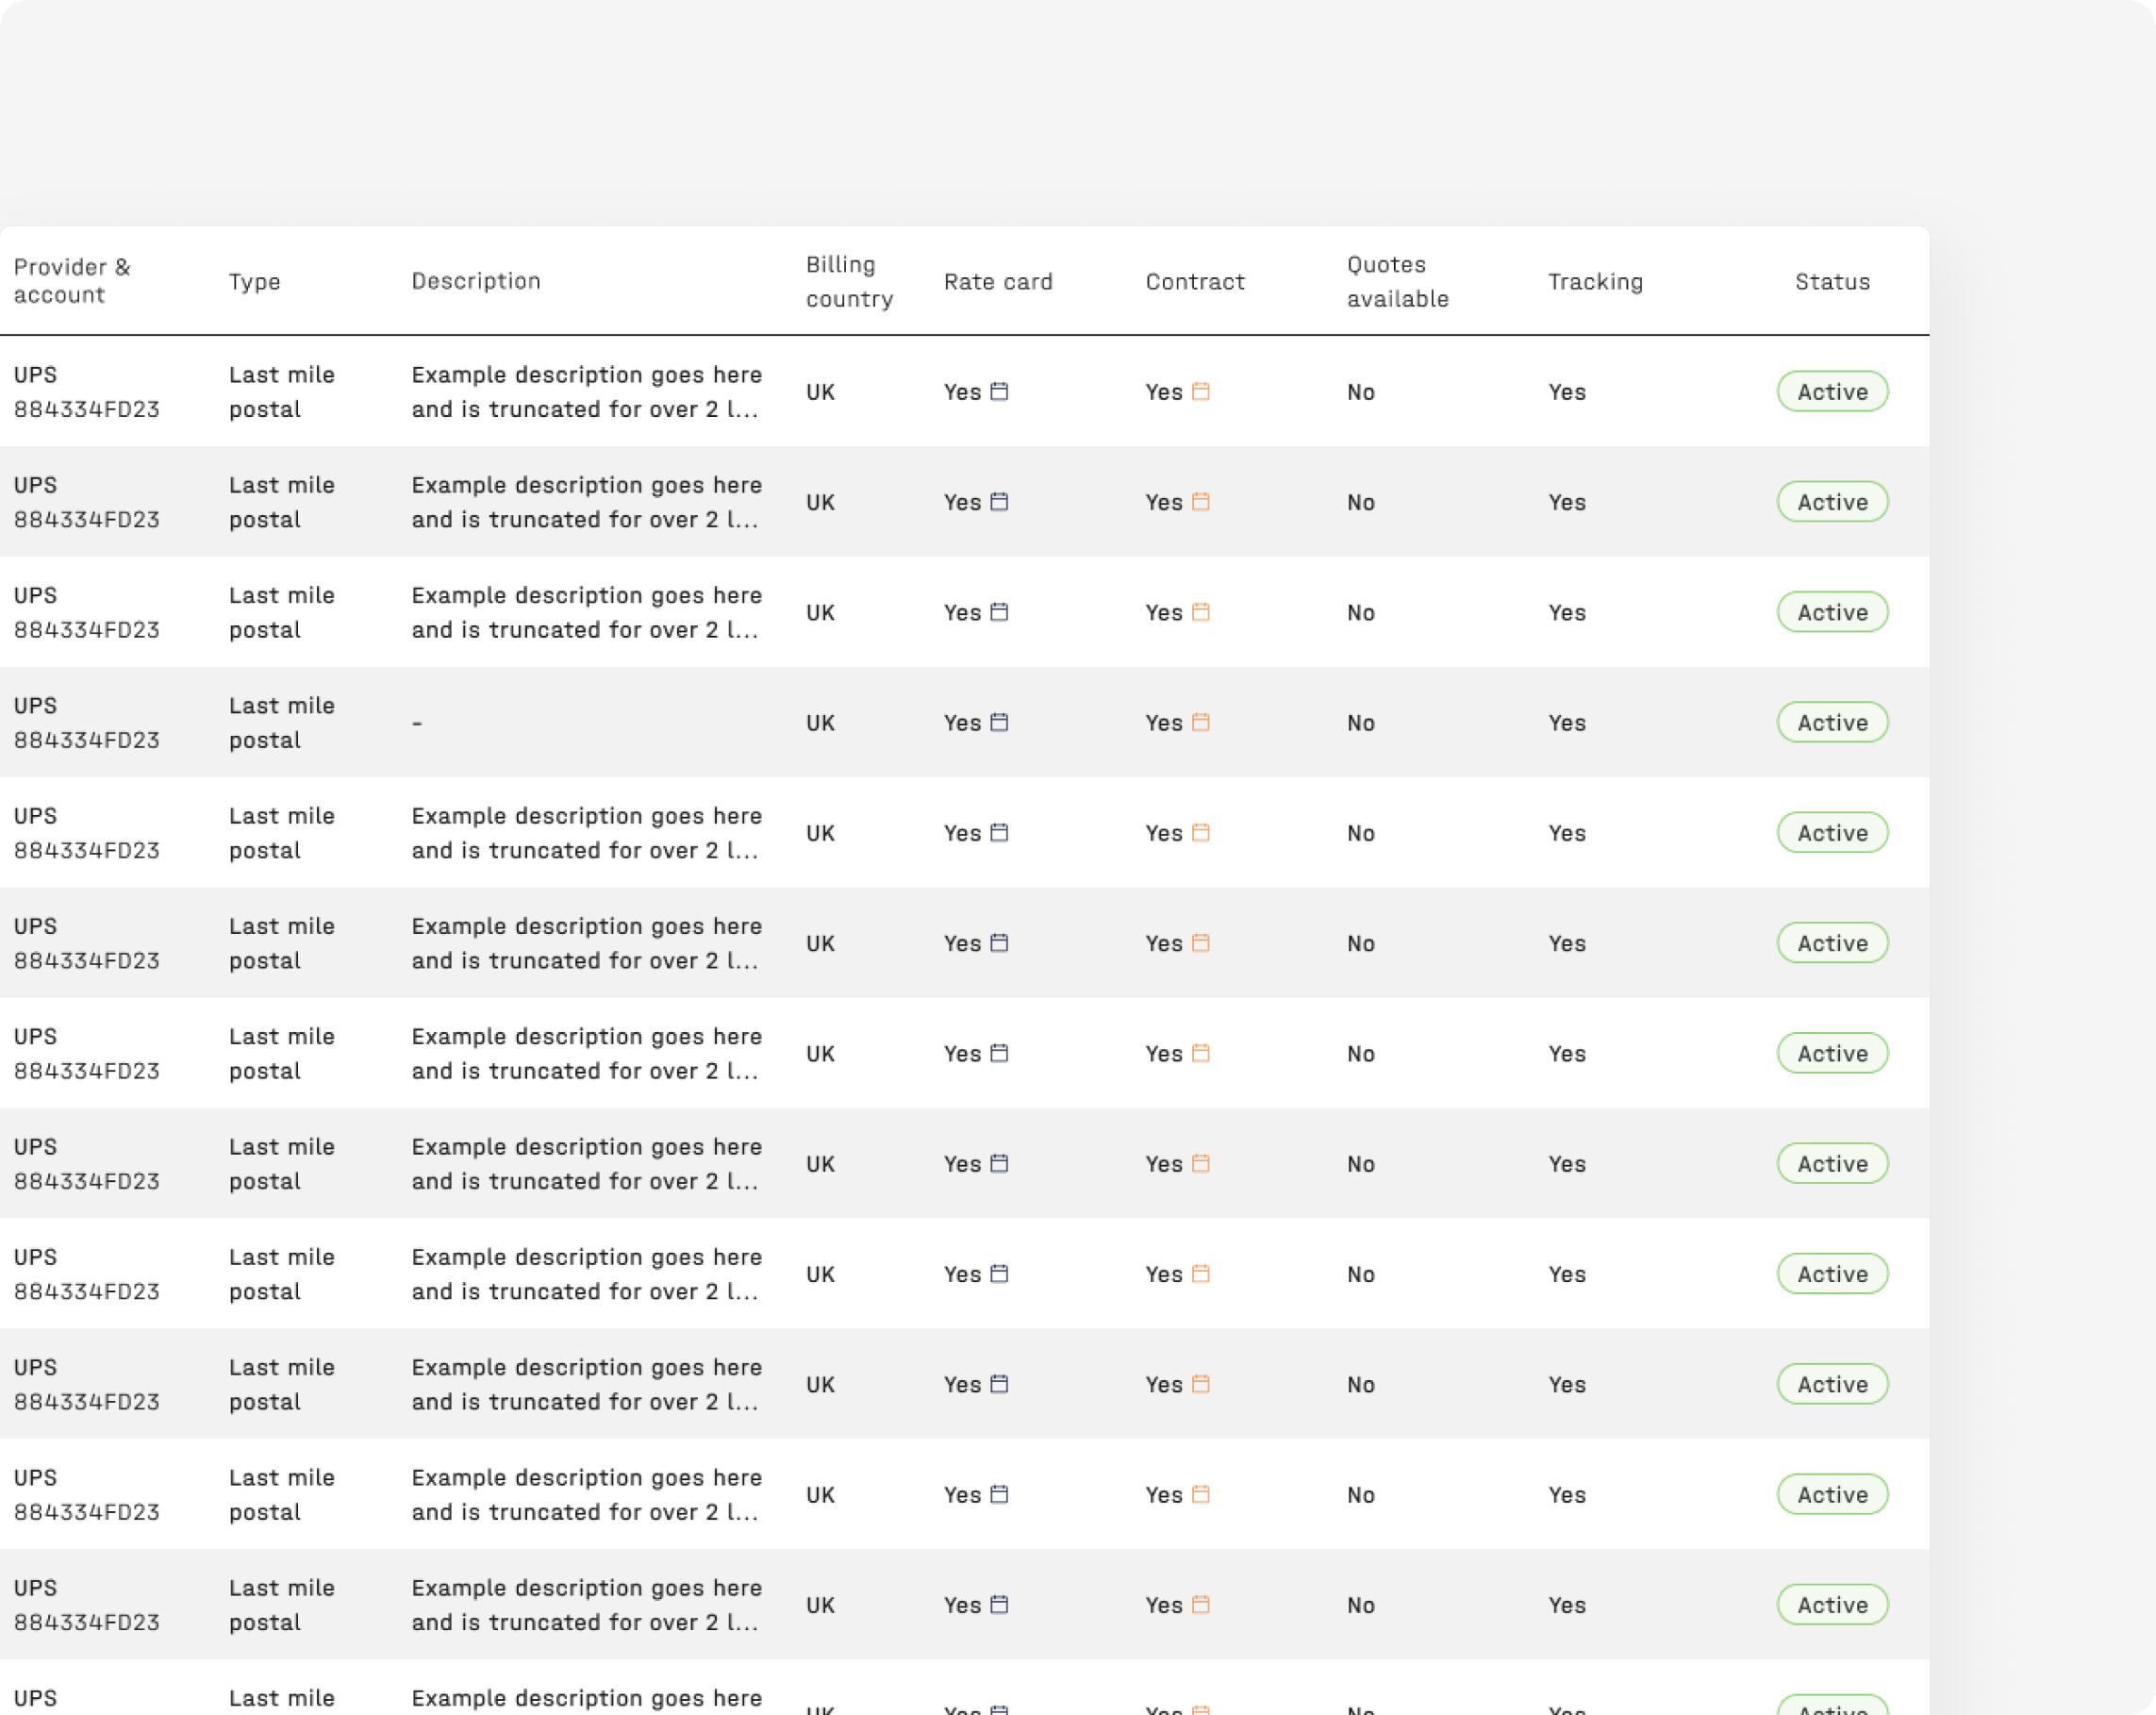 Provider & account Type Description Billing country Rate card Contract Quotes available Tracking Status
UPS Last mile Example description goes here
884334FD23 postal and is truncated for over 2 l... UK Yes Yes No Yes Active
UPS Last mile Example description goes here
884334FD23 postal and is truncated for over 2 l... UK Yes Yes No Yes Active
UPS Last mile Example description goes here
884334FD23 postal and is truncated for over 2 l... UK Yes Yes No Yes Active
UPS Last mile
884334FD23 postal - UK Yes Yes No Yes Active
UPS Last mile Example description goes here
884334FD23 postal and is truncated for over 2 l... UK Yes Yes No Yes Active
UPS Last mile Example description goes here
884334FD23 postal and is truncated for over 2 l... UK Yes Yes No Yes Active
UPS Last mile Example description goes here
884334FD23 postal and is truncated for over 2 l... UK Yes Yes No Yes Active
UPS Last mile Example description goes here
884334FD23 postal and is truncated for over 2 l... UK Yes Yes No Yes Active
UPS Last mile Example description goes here
884334FD23 postal and is truncated for over 2 l... UK Yes Yes No Yes Active
UPS Last mile Example description goes here
884334FD23 postal and is truncated for over 2 l... UK Yes Yes No Yes Active
UPS Last mile Example description goes here
884334FD23 postal and is truncated for over 2 l... UK Yes Yes No Yes Active
UPS Last mile Example description goes here
884334FD23 postal and is truncated for over 2 l... UK Yes Yes No Yes Active
UPS Last mile Example description goes here
UK Yes Yes No Yes Active